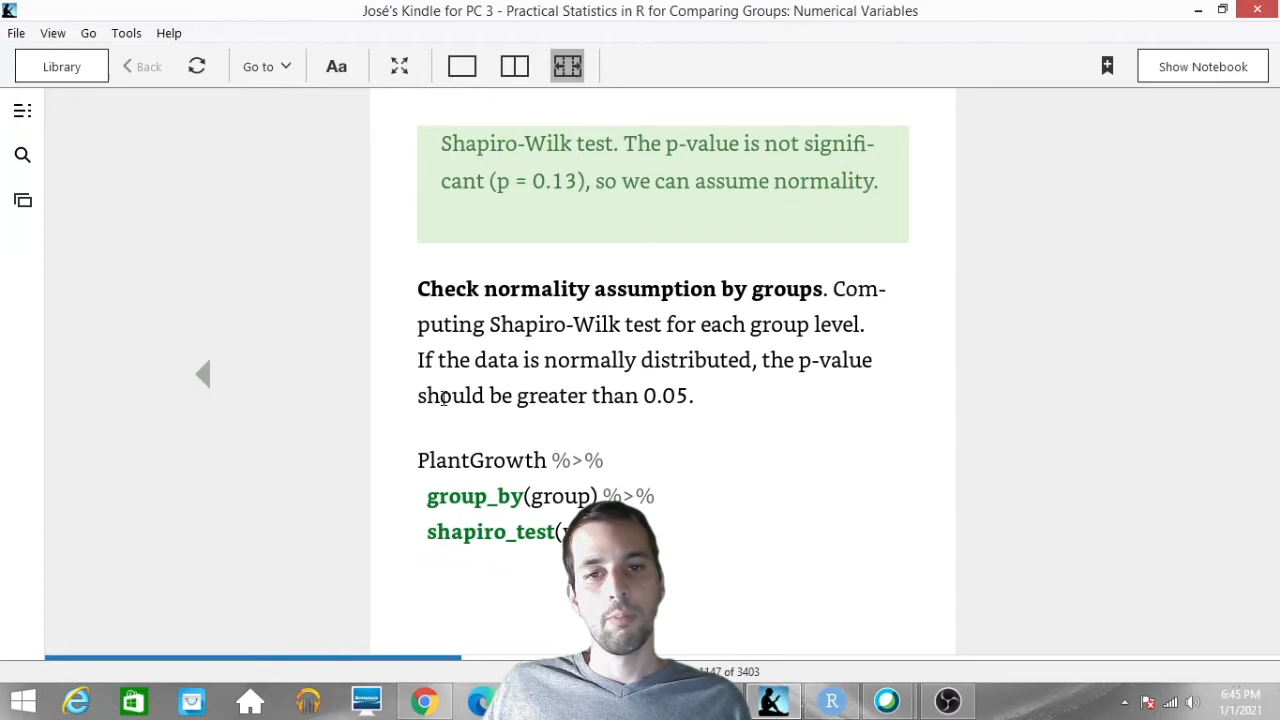 José's Kindle for PC 3 - Practical Statistics in R for Comparing Groups: Numerical Variables
File View Go Tools Help
Library Back Go to Aa Show Notebook
Shapiro-Wilk test. The p-value is not signifi-
cant (p = 0.13), so we can assume normality.
Check normality assumption by groups. Com-
puting Shapiro-Wilk test for each group level.
If the data is normally distributed, the p-value
should be greater than 0.05.
PlantGrowth %>%
group_by(group) %>%
shapiro_test(
1147 of 3403
R
6:45 PM
1/1/2021